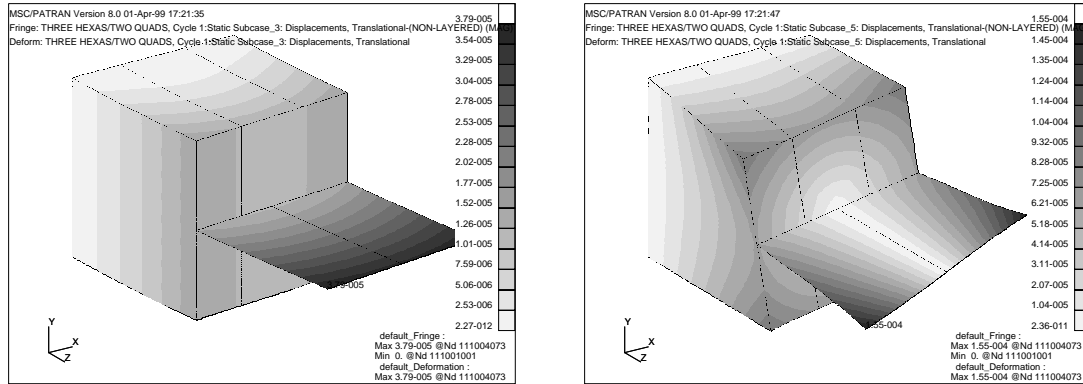 MSC/PATRAN Version 8.0 01-Apr-99 17:21:35
Fringe: THREE HEXAS/TWO QUADS, Cycle 1:Static Subcase_3: Displacements, Translational-(NON-LAYERED) (MAG)
Deform: THREE HEXAS/TWO QUADS, Cycle 1:Static Subcase_3: Displacements, Translational
3.79-005
3.54-005
3.29-005
3.04-005
2.78-005
2.53-005
2.28-005
2.02-005
1.77-005
1.52-005
1.26-005
1.01-005
7.59-006
5.06-006
2.53-006
2.27-012
3.79-005
Y
X
Z
default_Fringe :
Max 3.79-005 @Nd 111004073
Min 0. @Nd 111001001
default_Deformation :
Max 3.79-005 @Nd 111004073
MSC/PATRAN Version 8.0 01-Apr-99 17:21:47
Fringe: THREE HEXAS/TWO QUADS, Cycle 1:Static Subcase_5: Displacements, Translational-(NON-LAYERED)
Deform: THREE HEXAS/TWO QUADS, Cycle 1:Static Subcase_5: Displacements, Translational
1.55-004
1.45-004
1.35-004
1.24-004
1.14-004
1.04-004
9.32-005
8.28-005
7.25-005
6.21-005
5.18-005
4.14-005
3.11-005
2.07-005
1.04-005
2.36-011
1.55-004
Y
X
Z
default_Fringe :
Max 1.55-004 @Nd 111004073
Min 0. @Nd 111001001
default_Deformation :
Max 1.55-004 @Nd 111004073